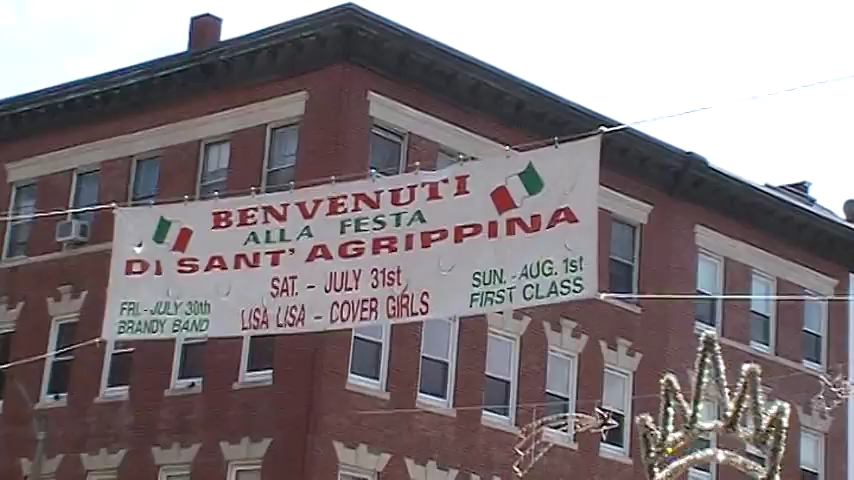 BENVENUTI
ALLA FESTA
DI SANT' AGRIPPINA
FRI. - JULY 30th
BRANDY BAND
SAT. - JULY 31st
LISA LISA - COVER GIRLS
SUN. - AUG. 1st
FIRST CLASS